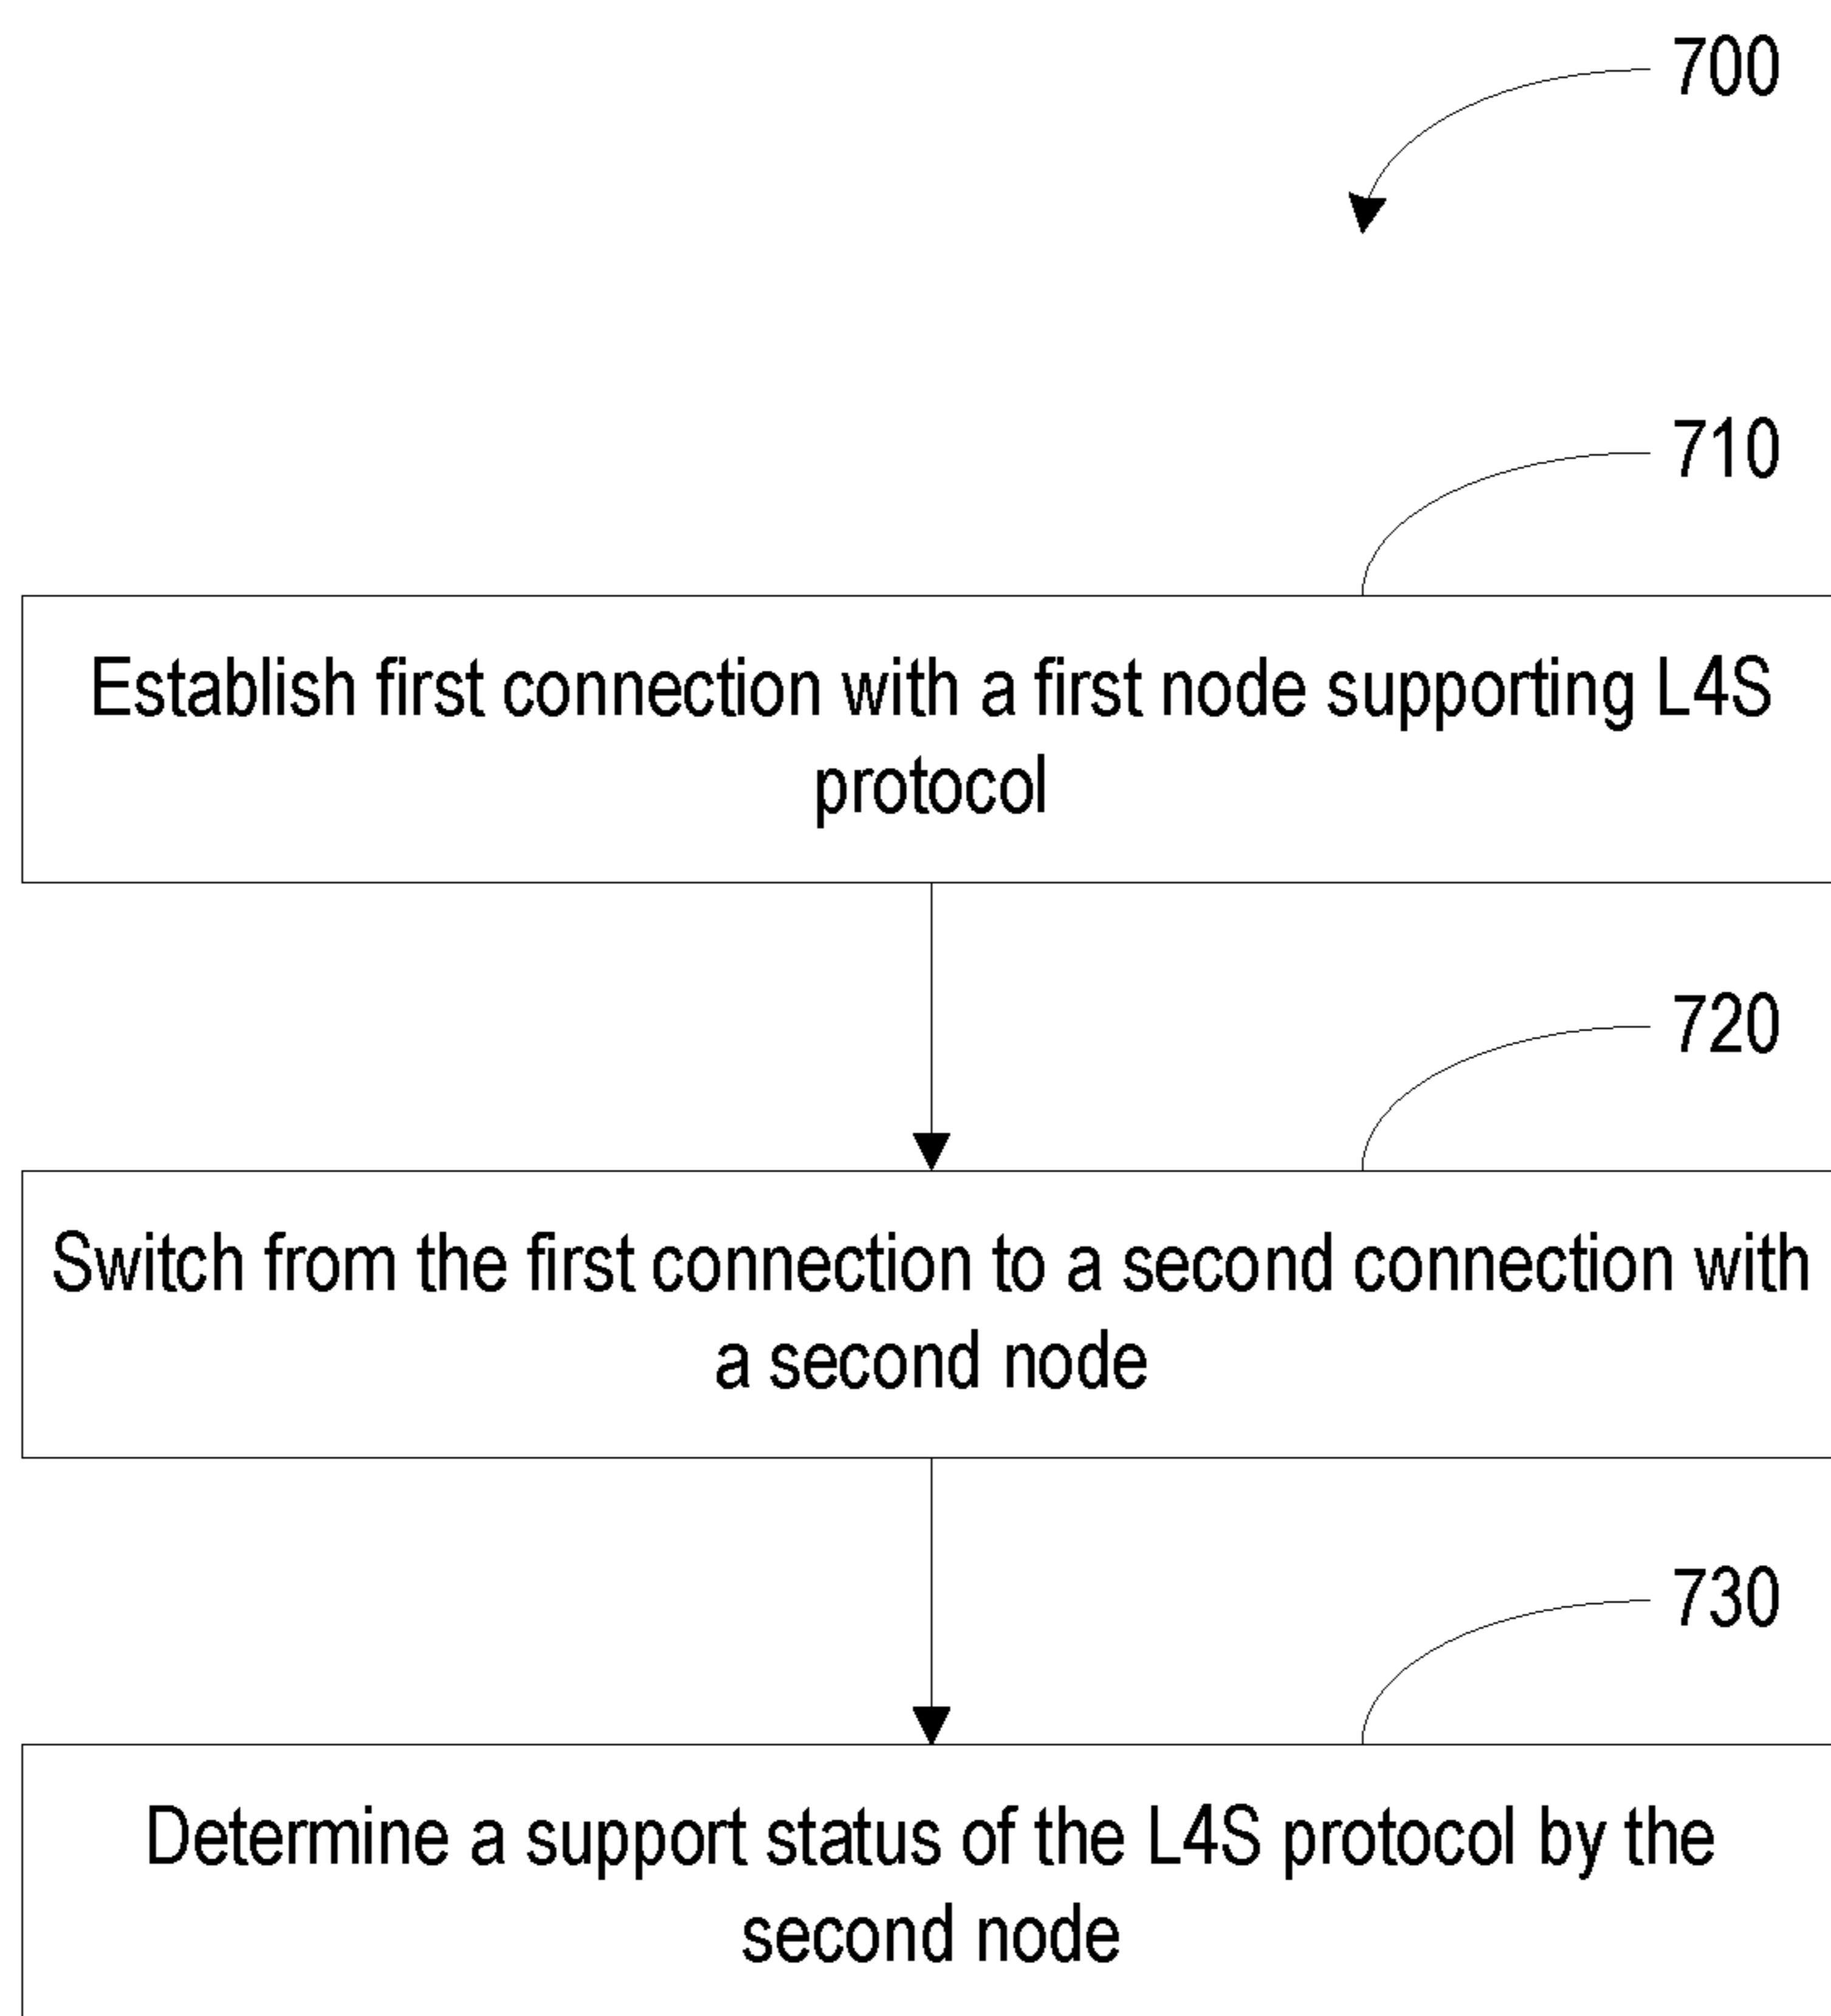 700
710
Establish first connection with a first node supporting L4S
protocol
720
Switch from the first connection to a second connection with
a second node
730
Determine a support status of the L4S protocol by the
second node